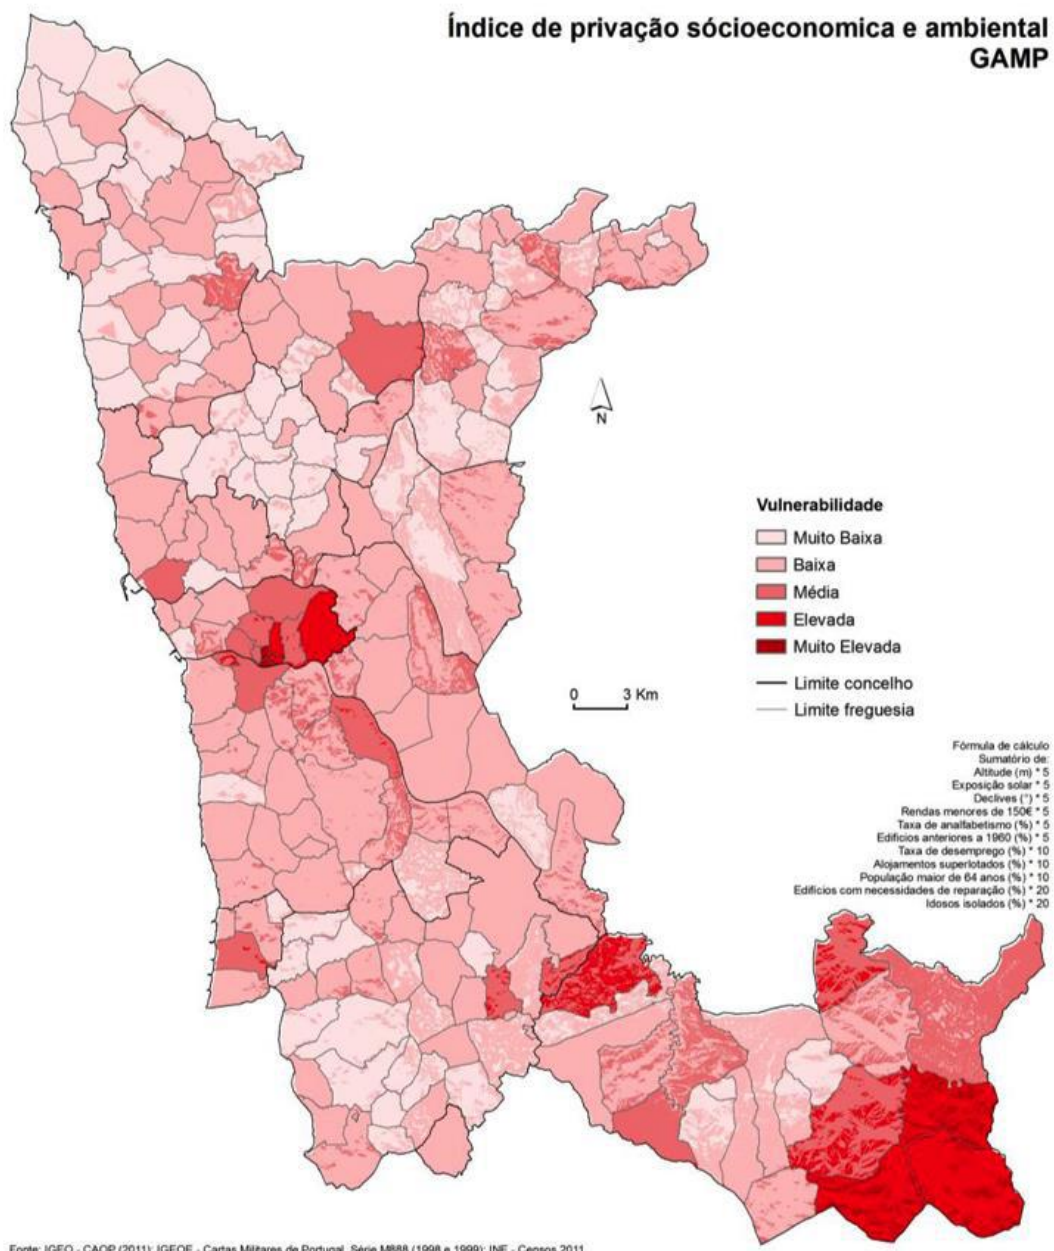 Índice de privação sócioeconomica e ambiental
GAMP
N
Vulnerabilidade
Muito Baixa
Baixa
Média
Elevada
Muito Elevada
Limite concelho
Limite freguesia
0 3 Km
Fórmula de cálculo
Sumatório de:
Altitude (m) * 5
Exposição solar * 5
Declives (°) * 5
Rendas menores de 150€ * 5
Taxa de analfabetismo (%) * 5
Edificios anteriores a 1960 (%) * 5
Taxa de desemprego (%) * 10
Alojamentos superlotados (%) * 10
População maior de 64 anos (%) * 10
Edifícios com necessidades de reparação (%) * 20
Idosos isolados (%) * 20
Fonte: IGEO - CAOP (2011); IGEOE - Cartas Militares de Portugal, Série M888 (1998 e 1999); INE - Censos 2011